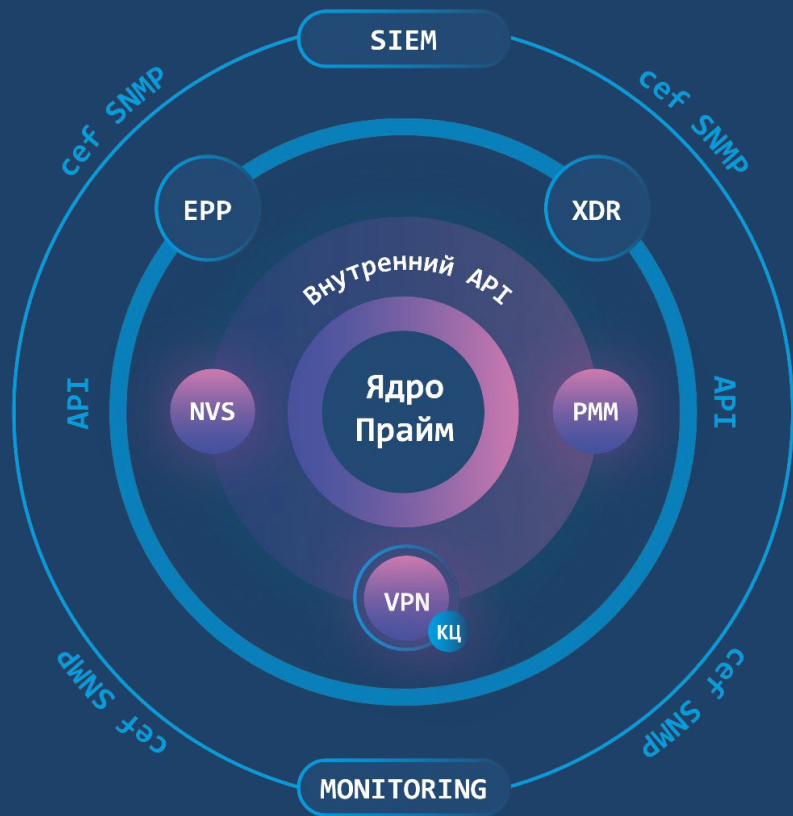 SIEM
cef SNMP
cef SNMP
EPP
XDR
Внутренний API
Ядро
Прайм
API
NVS
PMM
API
VPN
КЦ
cef SNMP
cef SNMP
MONITORING